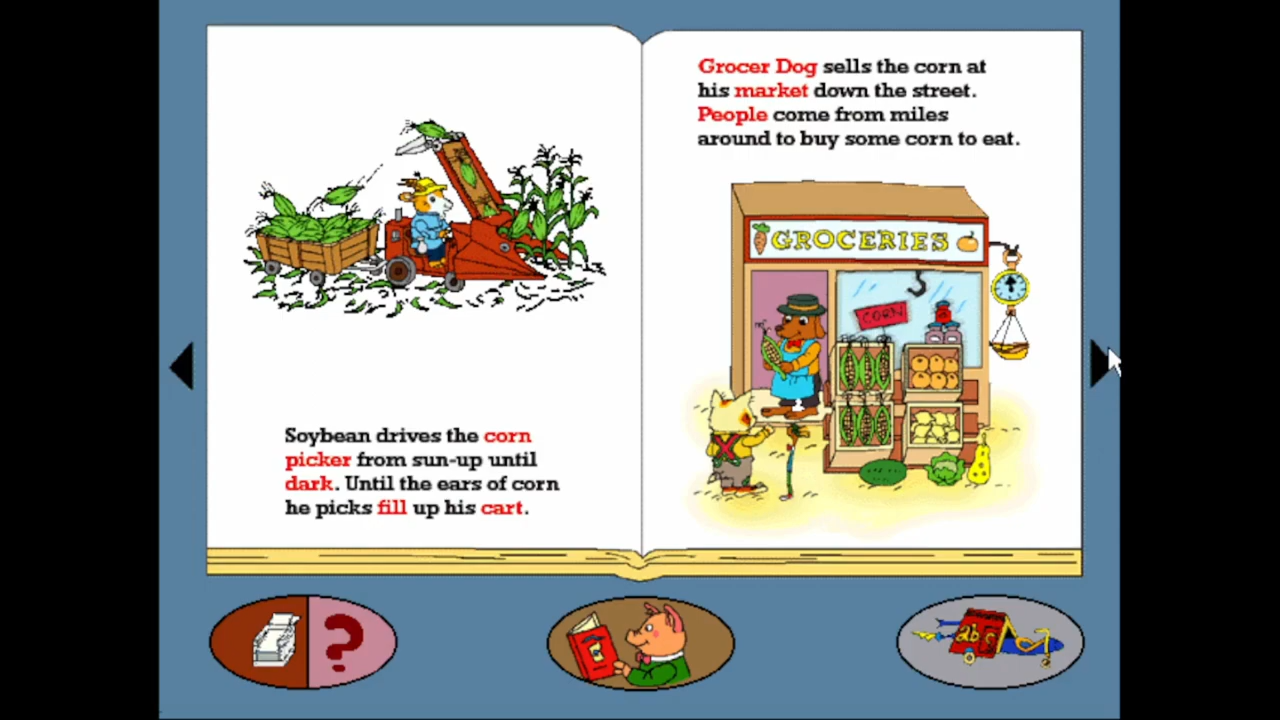 Soybean drives the corn
picker from sun-up until
dark. Until the ears of corn
he picks fill up his cart.
Grocer Dog sells the corn at
his market down the street.
People come from miles
around to buy some corn to eat.
GROCERIES
CORN
?
abc